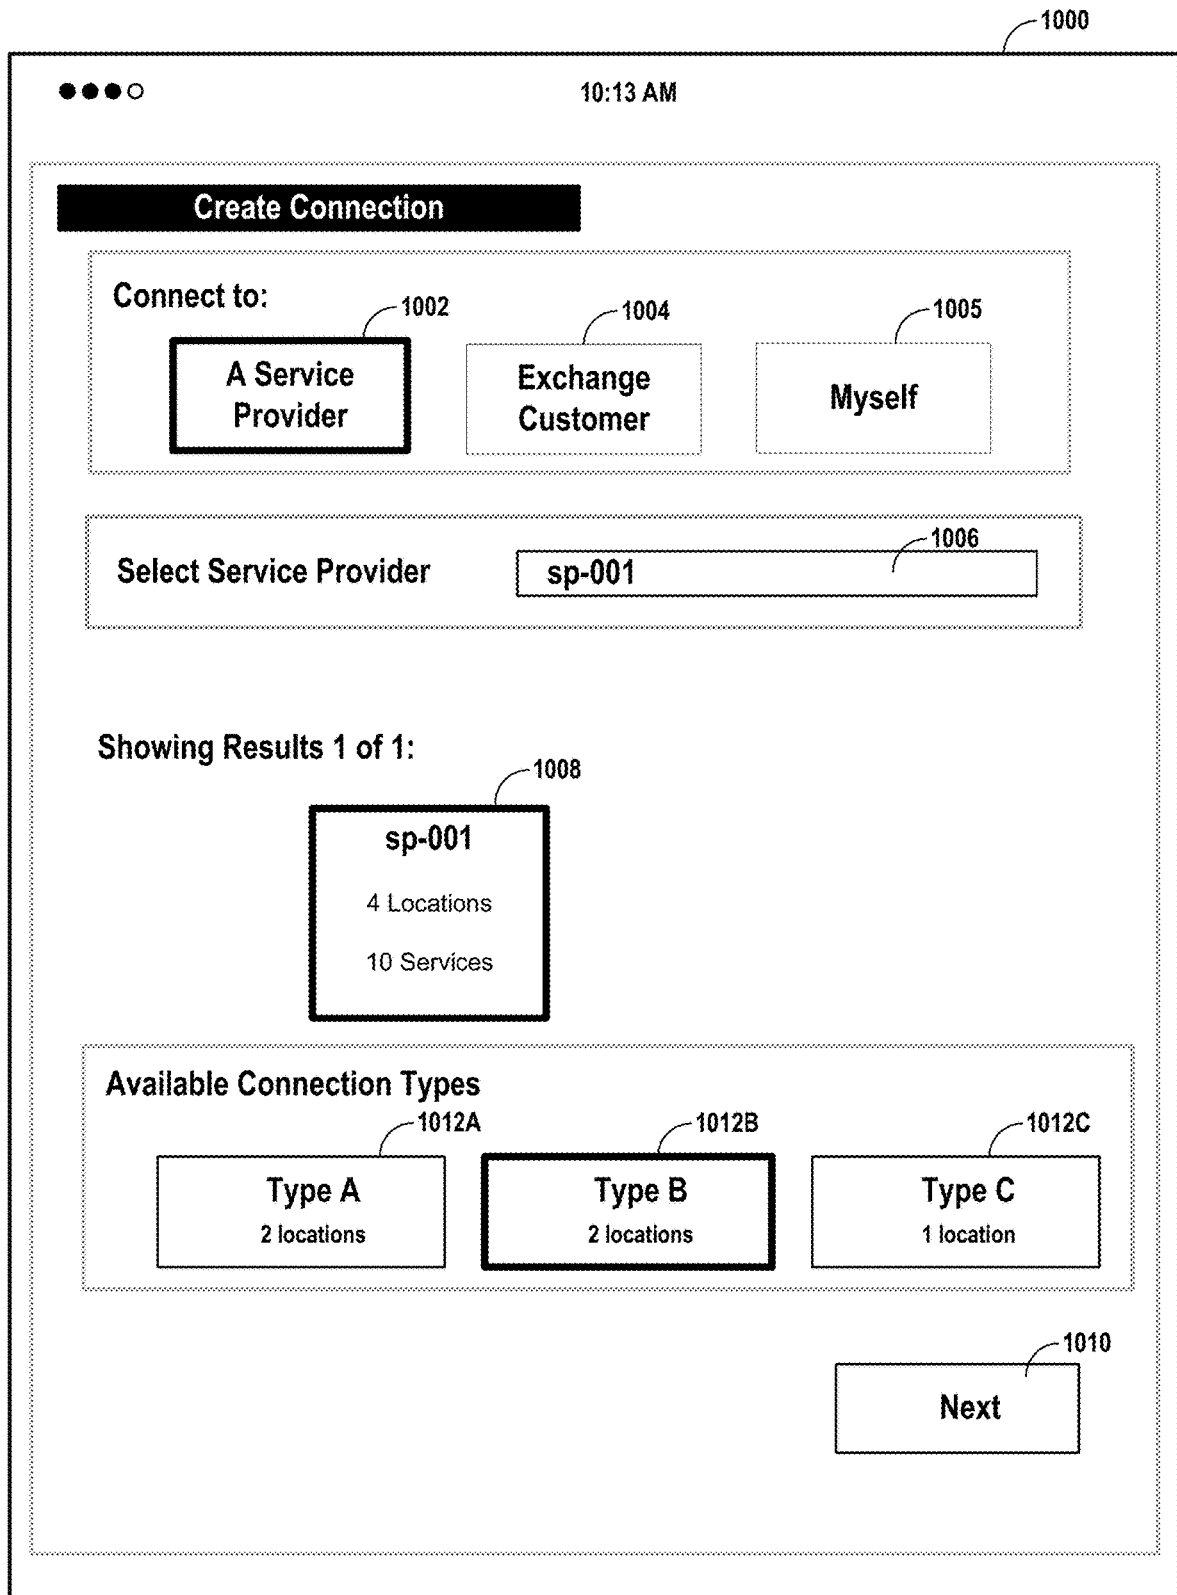 1000
10:13 AM
Create Connection
Connect to:
1002
1004
1005
A Service
Provider
Exchange
Customer
Myself
1006
Select Service Provider
sp-001
Showing Results 1 of 1:
1008
sp-001
4 Locations
10 Services
Available Connection Types
1012A
1012B
1012C
Type A
2 locations
Type B
2 locations
Type C
1 location
1010
Next